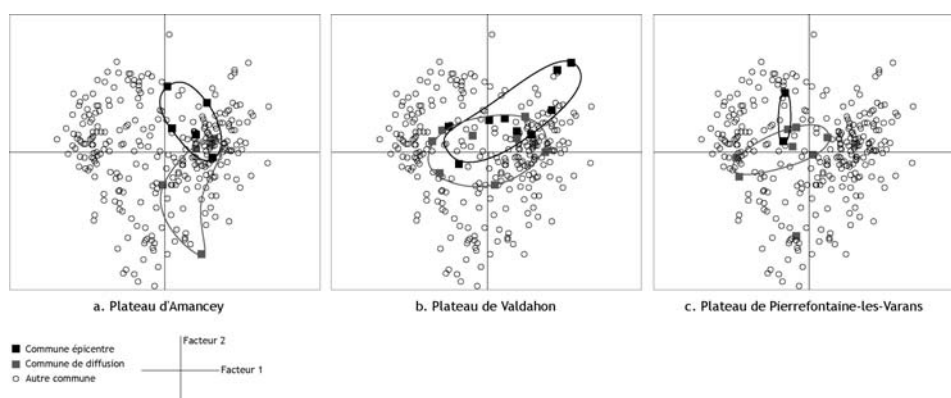 a. Plateau d'Amancey
b. Plateau de Valdahon
c. Plateau de Pierrefontaine-les-Varans
Commune épicentre
Commune de diffusion
Autre commune
Facteur 2
Facteur 1